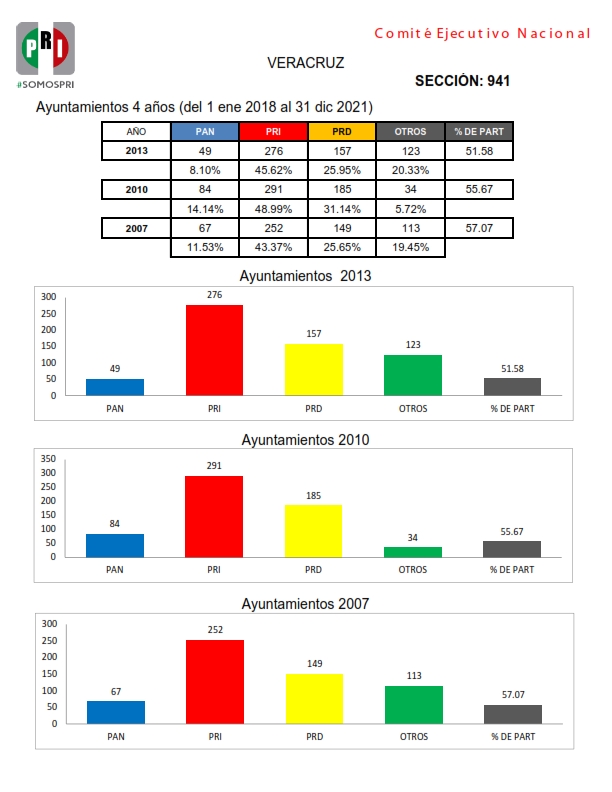 PRI
#SOMOSPRI
Comité Ejecutivo Nacional
VERACRUZ
SECCIÓN: 941
Ayuntamientos 4 años (del 1 ene 2018 al 31 dic 2021)
AÑO PAN PRI PRD OTROS % DE PART
2013 49 276 157 123 51.58
8.10% 45.62% 25.95% 20.33%
2010 84 291 185 34 55.67
14.14% 48.99% 31.14% 5.72%
2007 67 252 149 113 57.07
11.53% 43.37% 25.65% 19.45%
Ayuntamientos 2013
300
250
200
150
100
50
0
49 276 157 123 51.58
PAN PRI PRD OTROS % DE PART
Ayuntamientos 2010
350
300
250
200
150
100
50
0
84 291 185 34 55.67
PAN PRI PRD OTROS % DE PART
Ayuntamientos 2007
300
250
200
150
100
50
0
67 252 149 113 57.07
PAN PRI PRD OTROS % DE PART